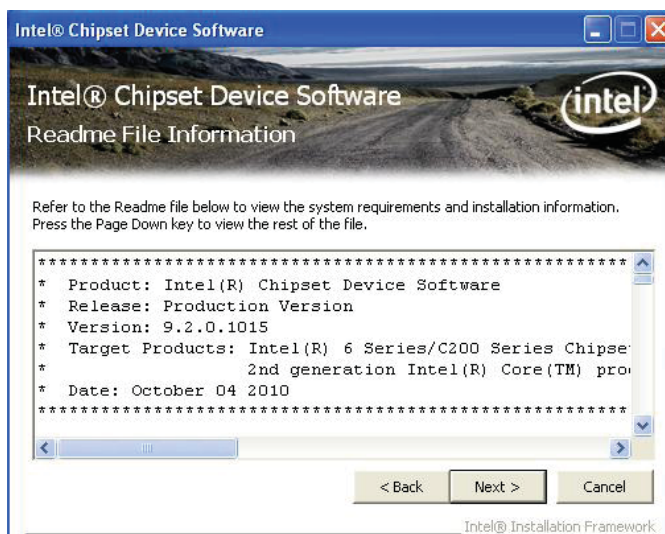 Intel® Chipset Device Software
Intel® Chipset Device Software
intel
Readme File Information
Refer to the Readme file below to view the system requirements and installation information.
Press the Page Down key to view the rest of the file.
************************************************************
* Product: Intel(R) Chipset Device Software
* Release: Production Version
* Version: 9.2.0.1015
* Target Products: Intel(R) 6 Series/C200 Series Chipse
* 2nd generation Intel(R) Core(TM) pro
* Date: October 04 2010
************************************************************
< Back Next > Cancel
Intel® Installation Framework